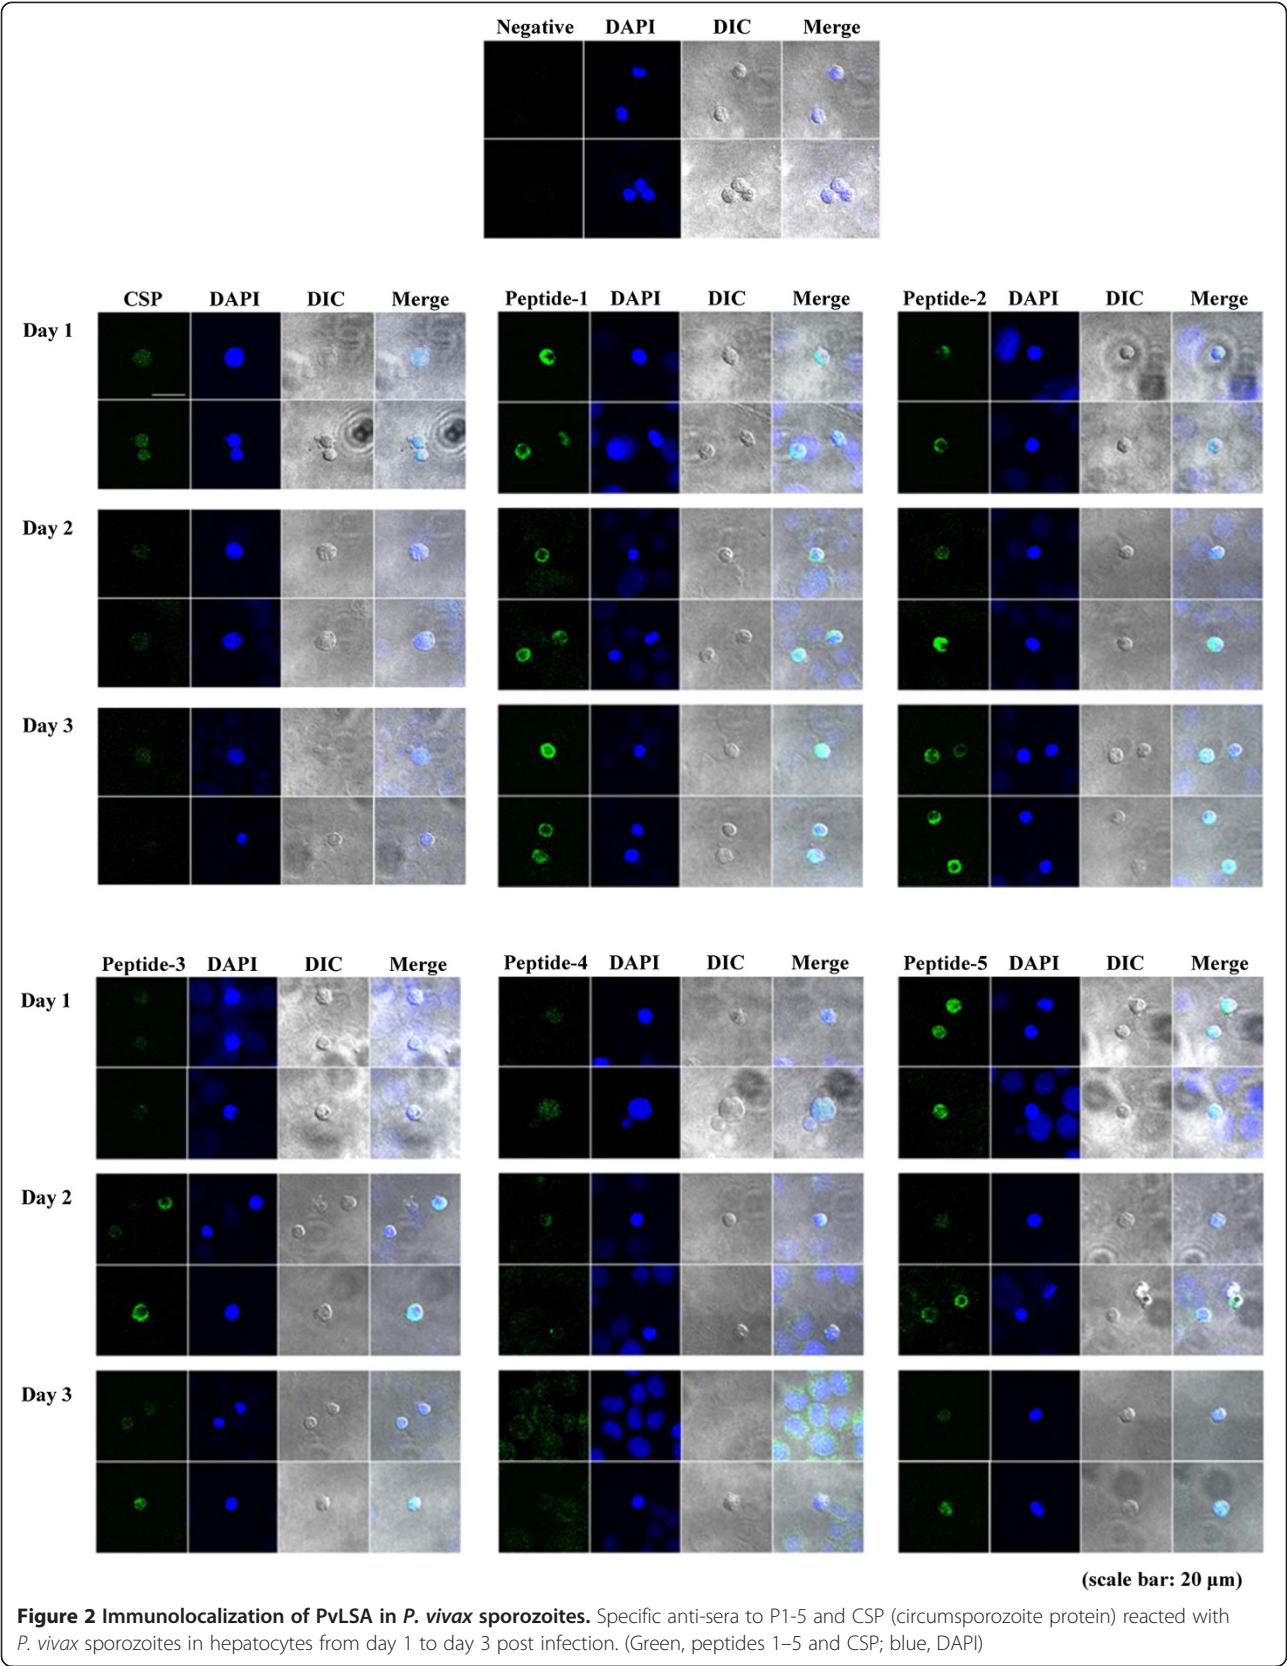 Negative DAPI DIC Merge
CSP DAPI DIC Merge Peptide-1 DAPI DIC Merge Peptide-2 DAPI DIC Merge
Day 1
Day 2
Day 3
Peptide-3 DAPI DIC Merge Peptide-4 DAPI DIC Merge Peptide-5 DAPI DIC Merge
Day 1
Day 2
Day 3
(scale bar: 20 μm)
Figure 2 Immunolocalization of PvLSA in P. vivax sporozoites. Specific anti-sera to P1-5 and CSP (circumsporozoite protein) reacted with
P. vivax sporozoites in hepatocytes from day 1 to day 3 post infection. (Green, peptides 1–5 and CSP; blue, DAPI)